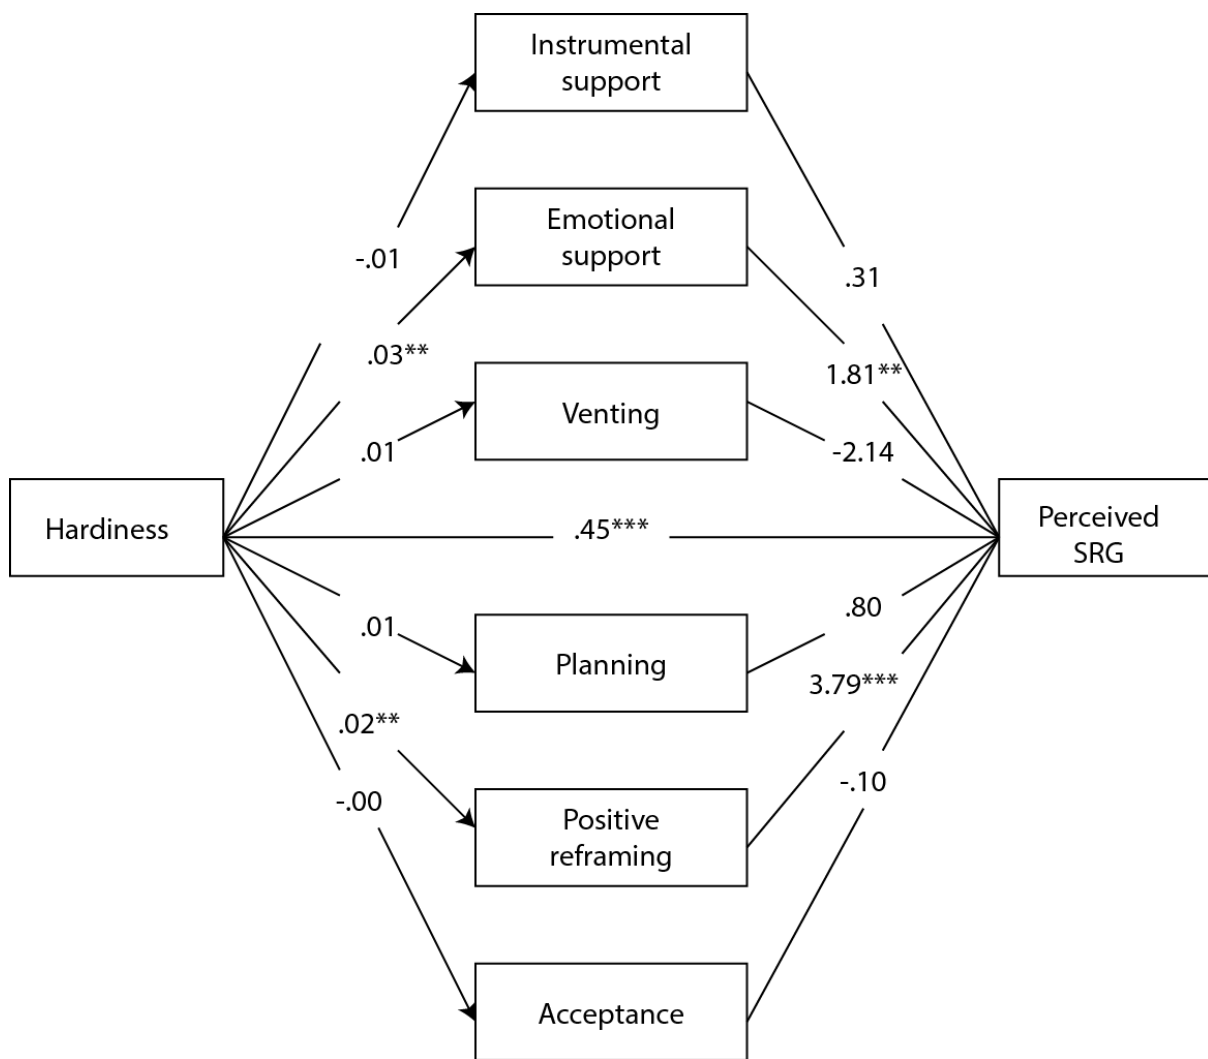 Instrumental
support
-.01
.31
Emotional
support
.03**
1.81**
Venting
.01
-2.14
Hardiness
.45***
Perceived
SRG
.01
Planning
.80
.02**
3.79***
Positive
reframing
-.00
-.10
Acceptance